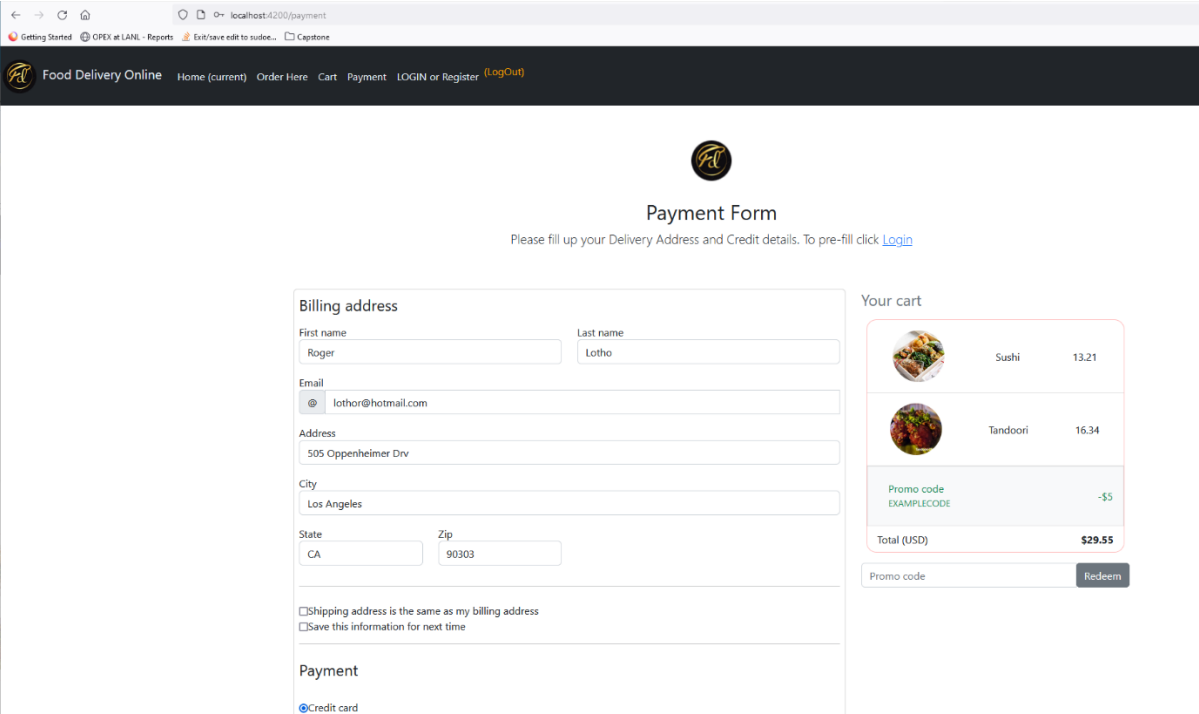 localhost:4200/payment
Getting Started OPEX at LANL - Reports Exit/save edit to sudoe... Capstone
Fd Food Delivery Online Home (current) Order Here Cart Payment LOGIN or Register (LogOut)
Fd
Payment Form
Please fill up your Delivery Address and Credit details. To pre-fill click Login
Billing address
First name Last name
Roger Lotho
Email
@ lothor@hotmail.com
Address
505 Oppenheimer Drv
City
Los Angeles
State Zip
CA 90303
Shipping address is the same as my billing address
Save this information for next time
Payment
Credit card
Your cart
Sushi 13.21
Tandoori 16.34
Promo code
EXAMPLECODE -$5
Total (USD) $29.55
Promo code Redeem